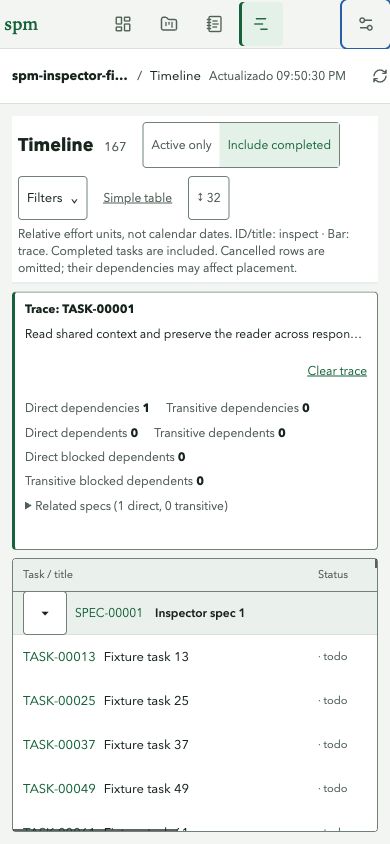 spm
spm-inspector-fi... / Timeline Actualizado 09:50:30 PM
Timeline 167 Active only Include completed
Filters Simple table ↕ 32
Relative effort units, not calendar dates. ID/title: inspect · Bar:
trace. Completed tasks are included. Cancelled rows are
omitted; their dependencies may affect placement.
Trace: TASK-00001
Read shared context and preserve the reader across respon...
Clear trace
Direct dependencies 1 Transitive dependencies 0
Direct dependents 0 Transitive dependents 0
Direct blocked dependents 0
Transitive blocked dependents 0
Related specs (1 direct, 0 transitive)
Task / title Status
SPEC-00001 Inspector spec 1
TASK-00013 Fixture task 13 · todo
TASK-00025 Fixture task 25 · todo
TASK-00037 Fixture task 37 · todo
TASK-00049 Fixture task 49 · todo